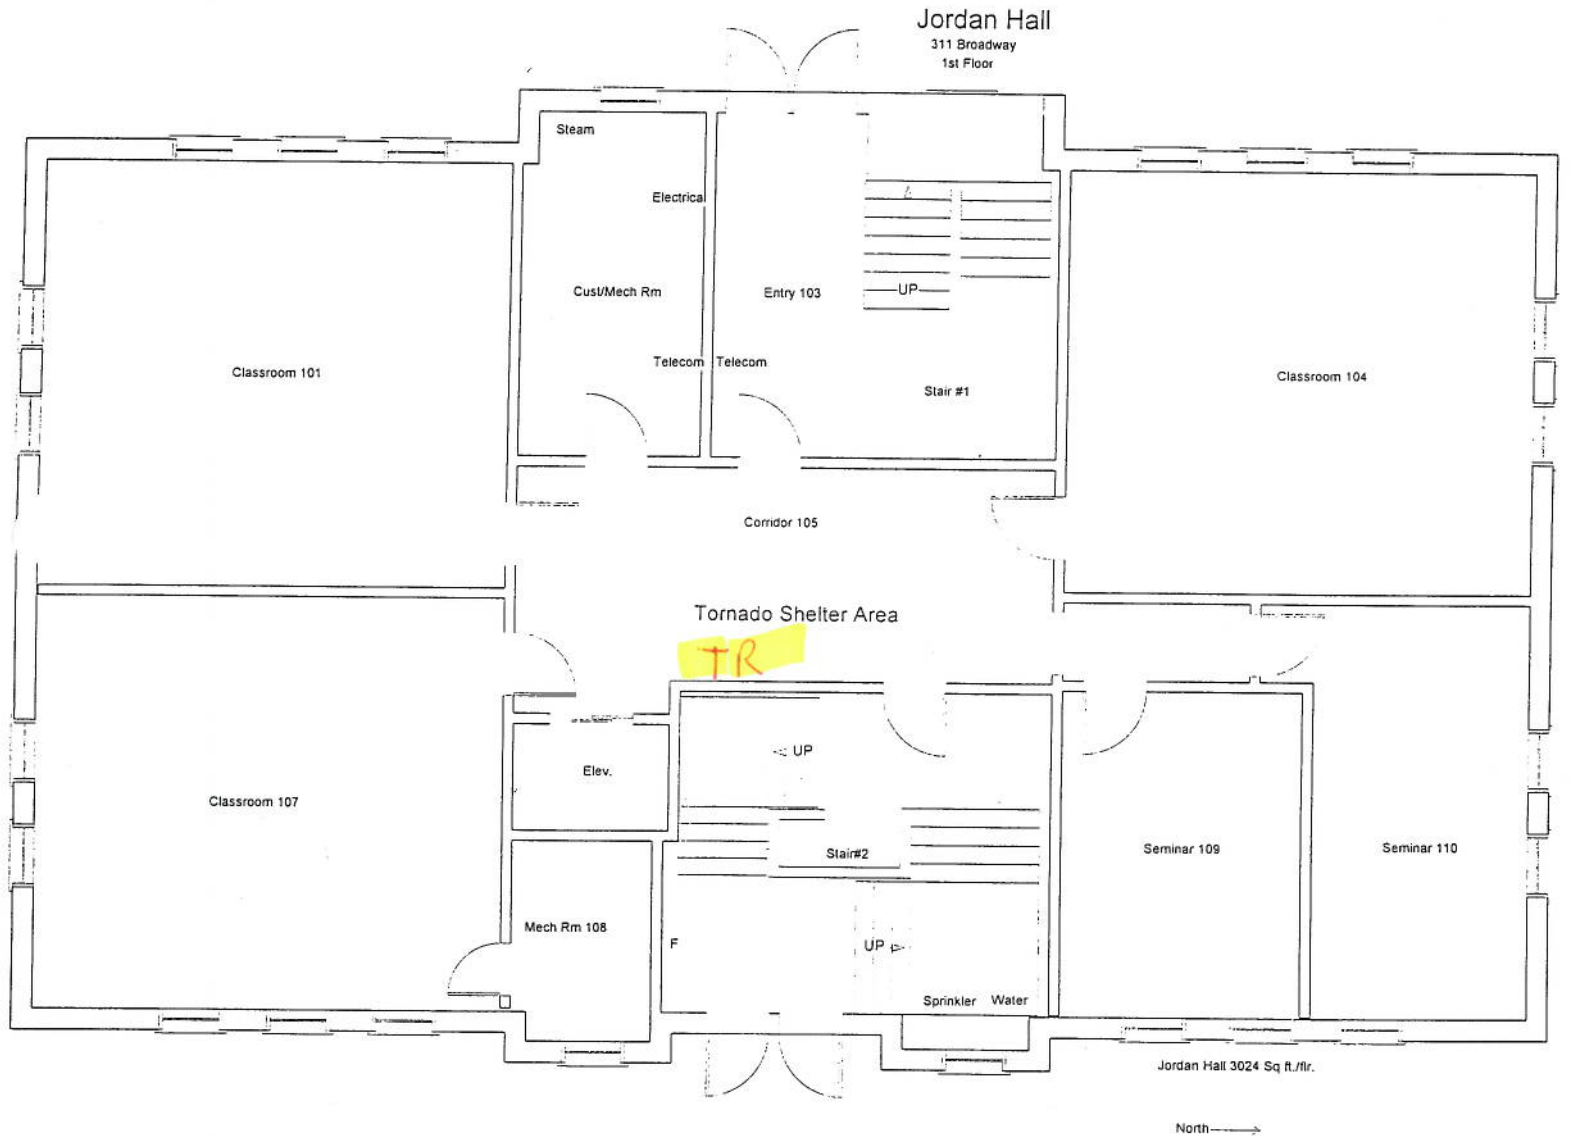 Jordan Hall
311 Broadway
1st Floor
Steam
Electrical
Cust/Mech Rm
Entry 103
UP
Telecom
Telecom
Classroom 101
Stair #1
Classroom 104
Corridor 105
Tornado Shelter Area
TR
UP
Elev.
Classroom 107
Stair#2
Seminar 109
Seminar 110
Mech Rm 108
F
UP
Sprinkler
Water
Jordan Hall 3024 Sq ft./flr.
North